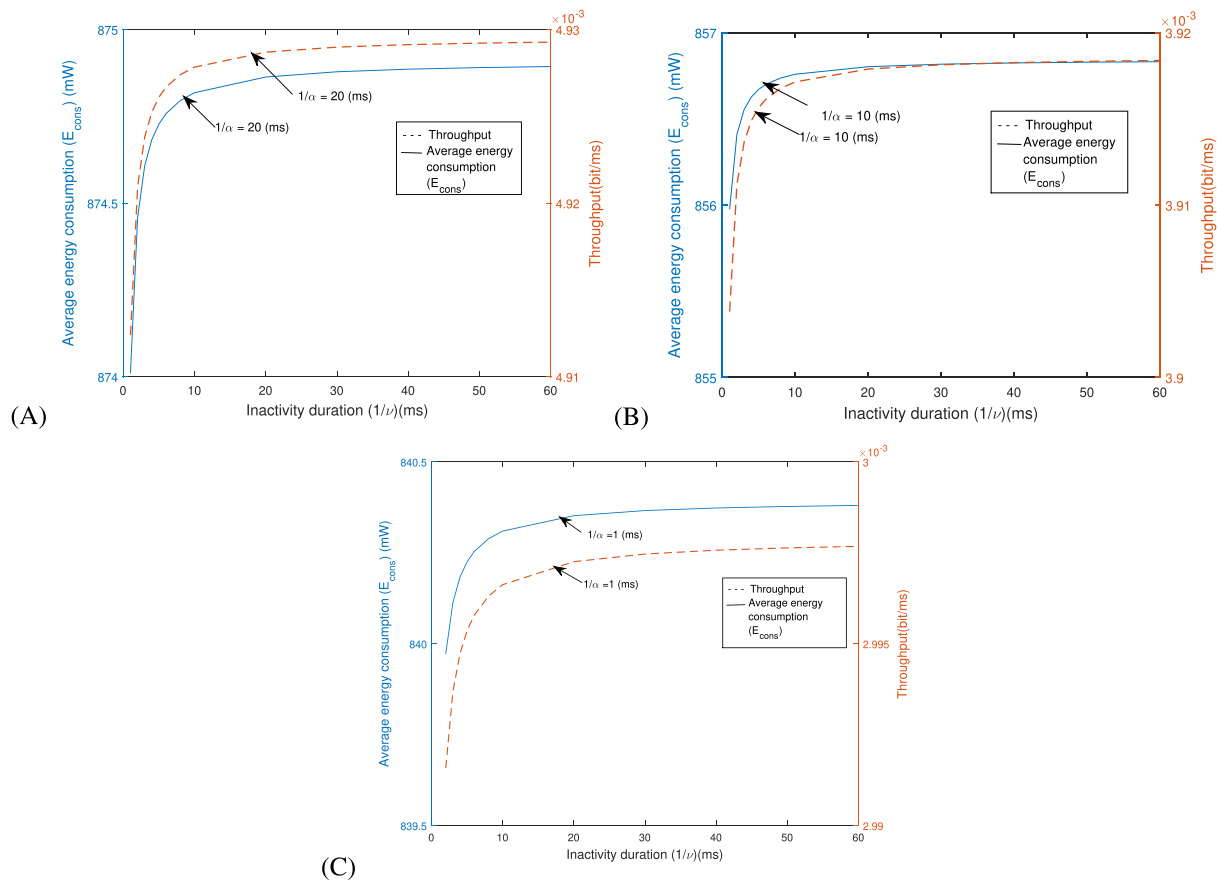 ×10⁻³
875
4.93
Average energy consumption (E_cons) (mW)
Throughput(bit/ms)
1/α = 20 (ms)
1/α = 20 (ms)
Throughput
Average energy
consumption
(E_cons)
874.5
4.92
874
4.91
0 10 20 30 40 50 60
Inactivity duration (1/ν)(ms)
(A)
×10⁻³
857
3.92
Average energy consumption (E_cons) (mW)
Throughput(bit/ms)
1/α = 10 (ms)
1/α = 10 (ms)
Throughput
Average energy
consumption
(E_cons)
856
3.91
855
3.9
0 10 20 30 40 50 60
Inactivity duration (1/ν)(ms)
(B)
×10⁻³
840.5
3
Average energy consumption (E_cons) (mW)
Throughput(bit/ms)
1/α =1 (ms)
1/α =1 (ms)
Throughput
Average energy
consumption
(E_cons)
840
2.995
839.5
2.99
0 10 20 30 40 50 60
Inactivity duration (1/ν)(ms)
(C)